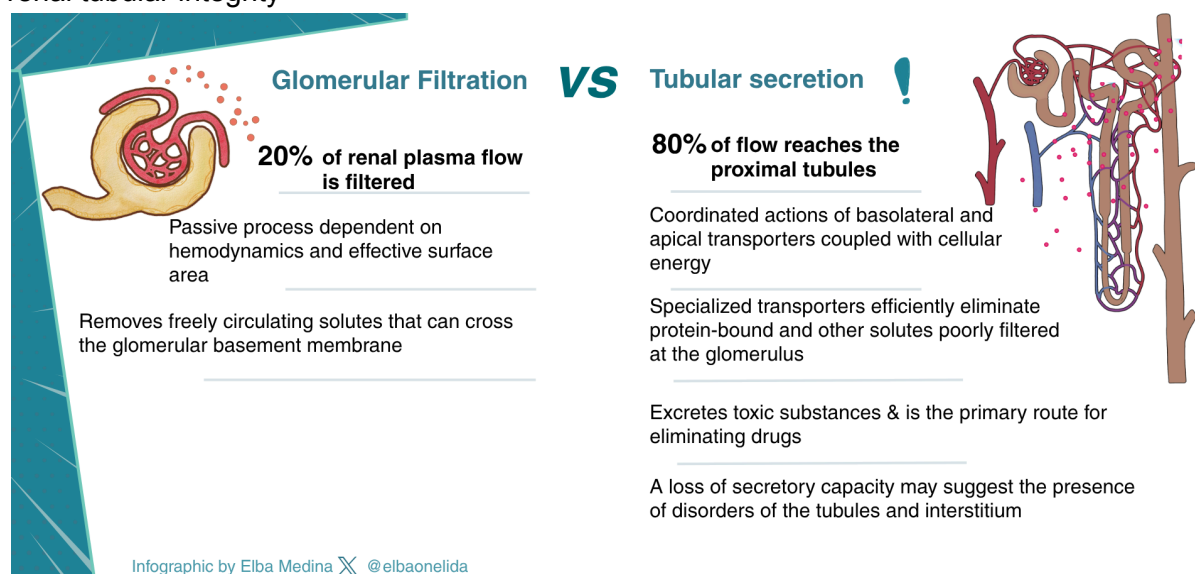 renal tubular integrity
Glomerular Filtration
VS
Tubular secretion
20% of renal plasma flow
is filtered
Passive process dependent on
hemodynamics and effective surface
area
Removes freely circulating solutes that can cross
the glomerular basement membrane
80% of flow reaches the
proximal tubules
Coordinated actions of basolateral and
apical transporters coupled with cellular
energy
Specialized transporters efficiently eliminate
protein-bound and other solutes poorly filtered
at the glomerulus
Excretes toxic substances & is the primary route for
eliminating drugs
A loss of secretory capacity may suggest the presence
of disorders of the tubules and interstitium
Infographic by Elba Medina X @elbaonelida